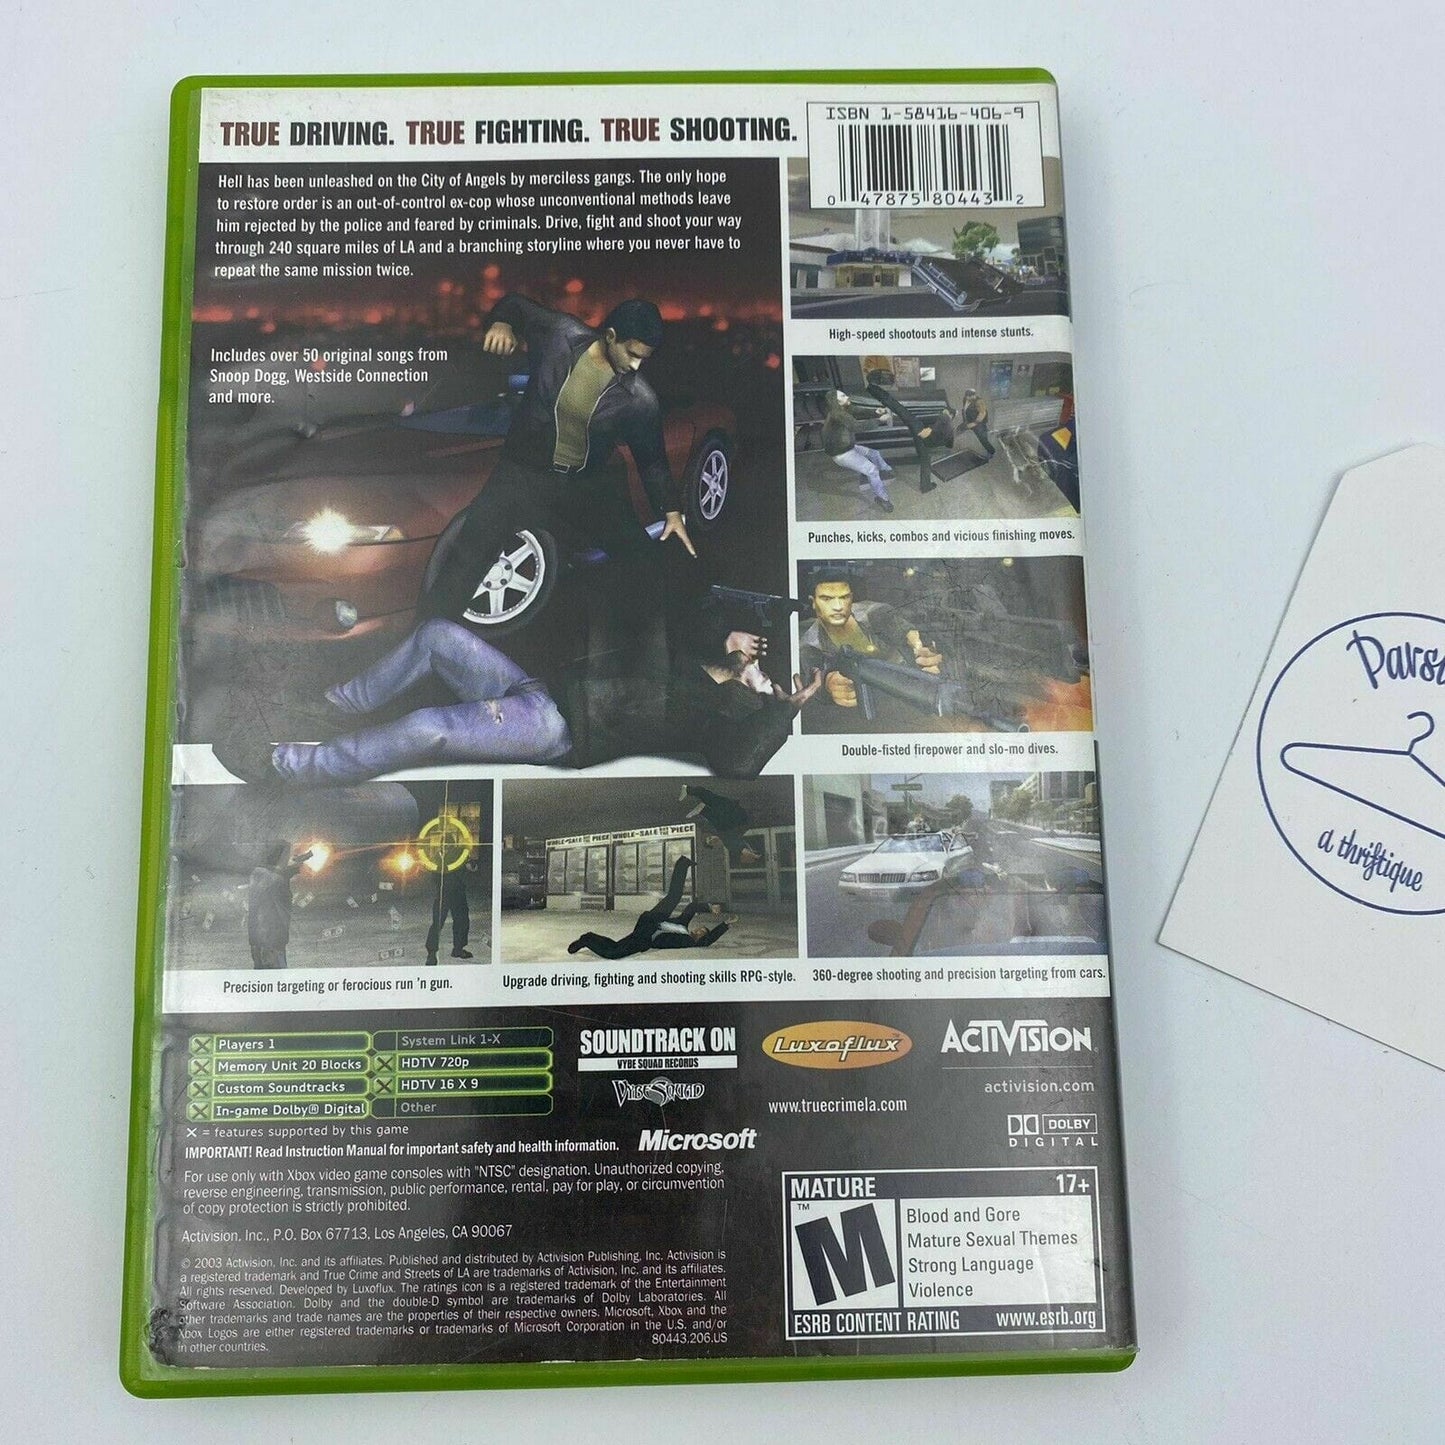 TRUE DRIVING. TRUE FIGHTING. TRUE SHOOTING.
ISBN 1-58416-406-9
0 47875 80443 2
Hell has been unleashed on the City of Angels by merciless gangs. The only hope
to restore order is an out-of-control ex-cop whose unconventional methods leave
him rejected by the police and feared by criminals. Drive, fight and shoot your way
through 240 square miles of LA and a branching storyline where you never have to
repeat the same mission twice.
Includes over 50 original songs from
Snoop Dogg, Westside Connection
and more.
High-speed shootouts and intense stunts.
Punches, kicks, combos and vicious finishing moves.
Double-fisted firepower and slo-mo dives.
WHOLE-SALE BY THE PIECE WHOLE-SALE BY THE PIECE
Precision targeting or ferocious run 'n gun.
Upgrade driving, fighting and shooting skills RPG-style.
360-degree shooting and precision targeting from cars.
Players 1
Memory Unit 20 Blocks
Custom Soundtracks
In-game Dolby® Digital
System Link 1-X
HDTV 720p
HDTV 16 X 9
Other
X = features supported by this game
SOUNDTRACK ON
VYBE SQUAD RECORDS
VYBESQUAD
Luxoflux
www.truecrimela.com
ACTIVISION
activision.com
DOLBY
DIGITAL
IMPORTANT! Read Instruction Manual for important safety and health information.
Microsoft
For use only with Xbox video game consoles with "NTSC" designation. Unauthorized copying,
reverse engineering, transmission, public performance, rental, pay for play, or circumvention
of copy protection is strictly prohibited.
Activision, Inc., P.O. Box 67713, Los Angeles, CA 90067
© 2003 Activision, Inc. and its affiliates. Published and distributed by Activision Publishing, Inc. Activision is
a registered trademark and True Crime and Streets of LA are trademarks of Activision, Inc. and its affiliates.
All rights reserved. Developed by Luxoflux. The ratings icon is a registered trademark of the Entertainment
Software Association. Dolby and the double-D symbol are trademarks of Dolby Laboratories. All
other trademarks and trade names are the properties of their respective owners. Microsoft, Xbox and the
Xbox Logos are either registered trademarks or trademarks of Microsoft Corporation in the U.S. and/or
in other countries.
80443.206.US
MATURE 17+
M
TM
Blood and Gore
Mature Sexual Themes
Strong Language
Violence
ESRB CONTENT RATING www.esrb.org
a thriftique